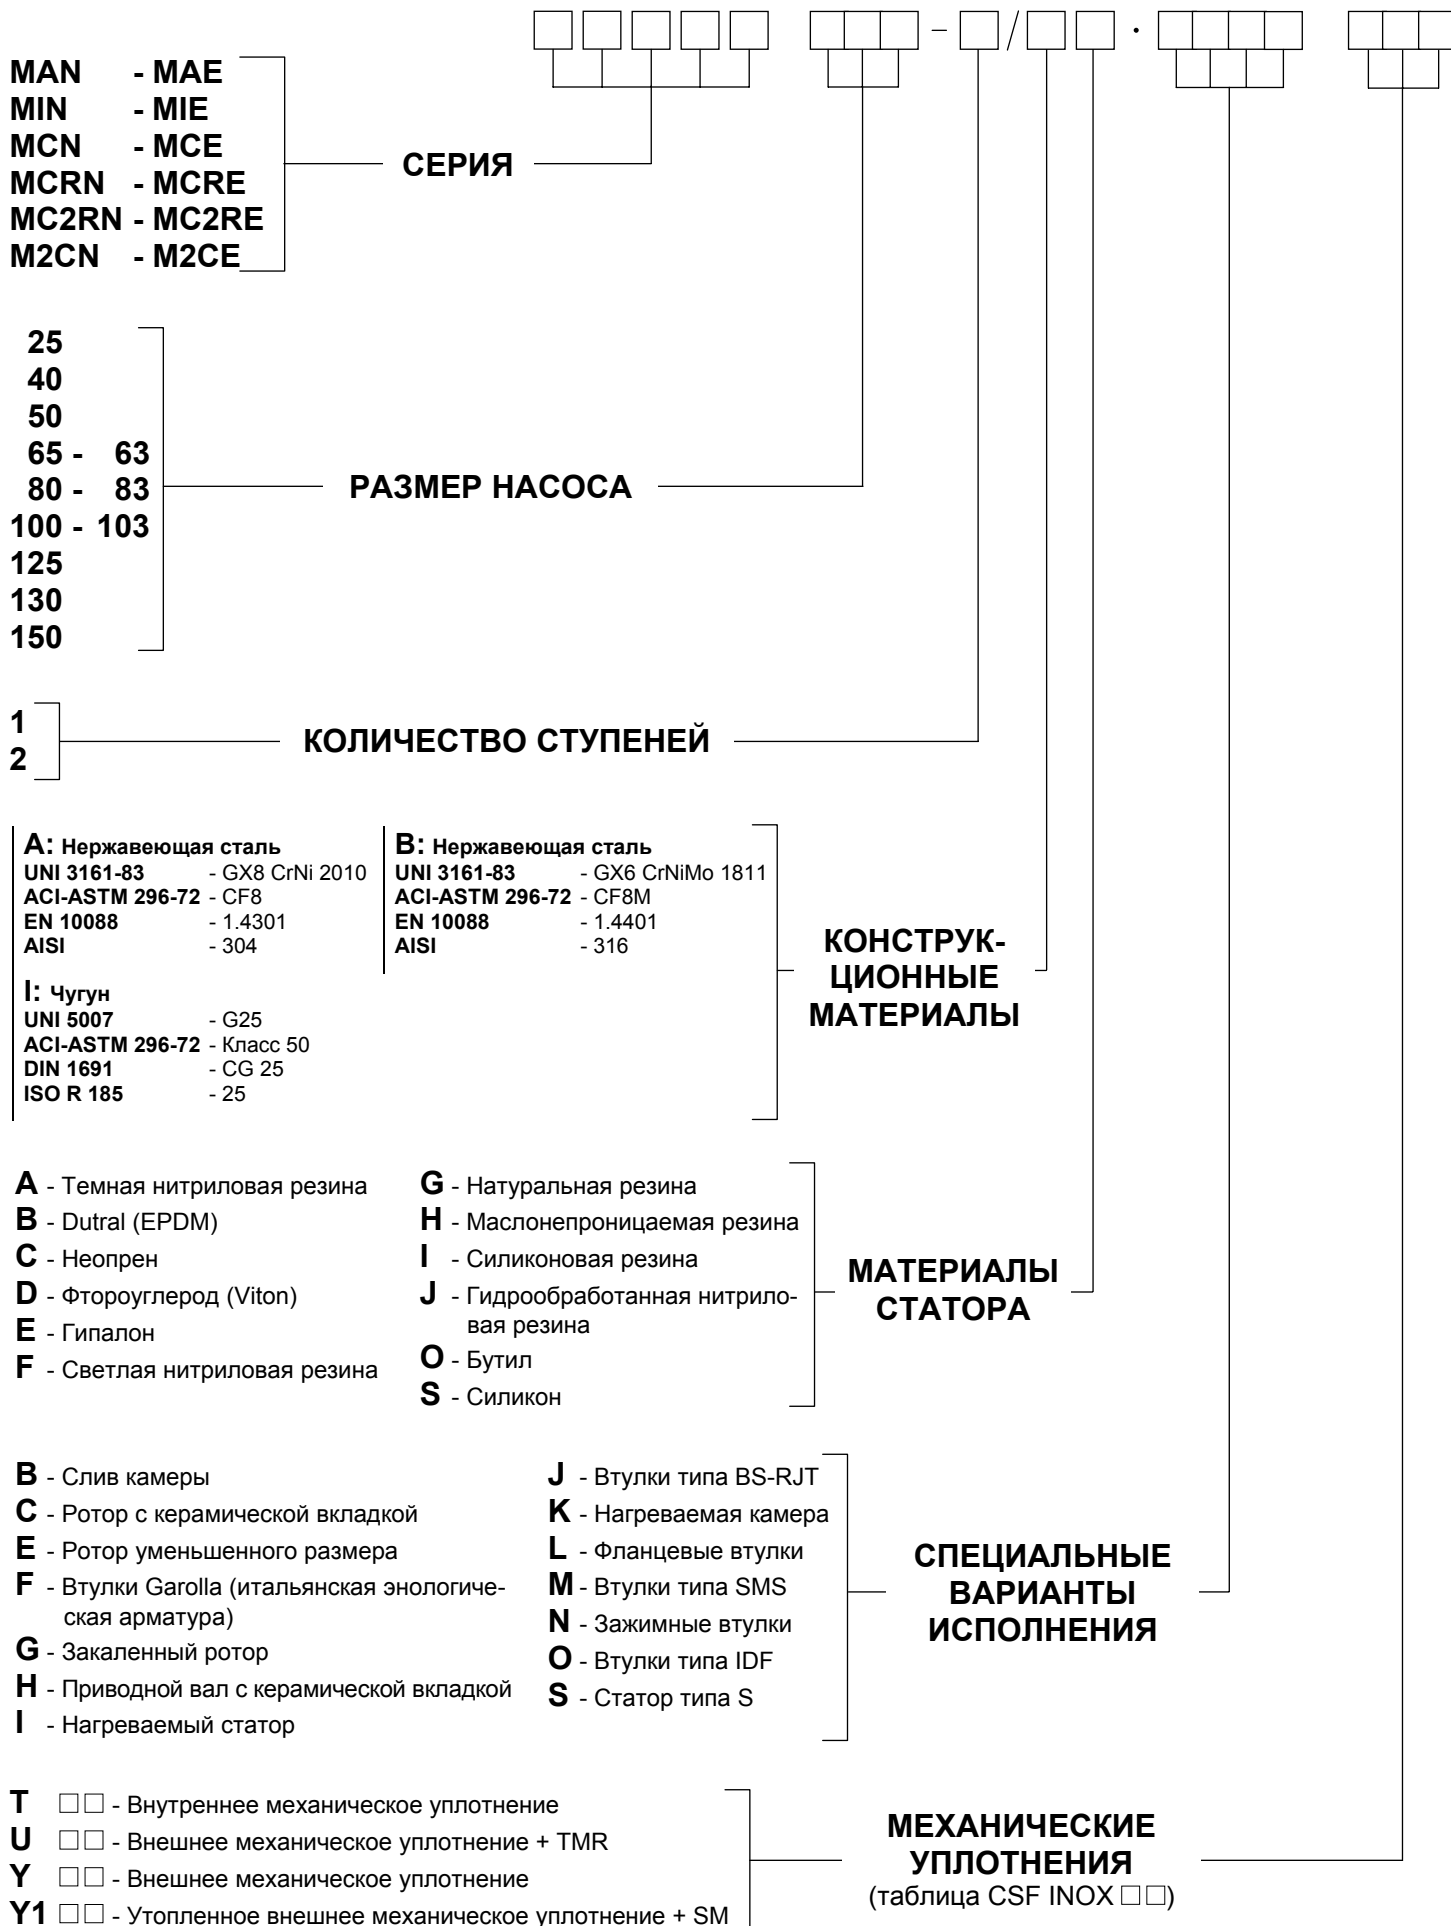 □□□□□ □□□ – □ / □□ · □□□□ □□□
MAN - MAE
MIN - MIE
MCN - MCE
MCRN - MCRE
MC2RN - MC2RE
M2CN - M2CE
СЕРИЯ
25
40
50
65 - 63
80 - 83
100 - 103
125
130
150
РАЗМЕР НАСОСА
1
2
КОЛИЧЕСТВО СТУПЕНЕЙ
A: Нержавеющая сталь
UNI 3161-83 - GX8 CrNi 2010
ACI-ASTM 296-72 - CF8
EN 10088 - 1.4301
AISI - 304
B: Нержавеющая сталь
UNI 3161-83 - GX6 CrNiMo 1811
ACI-ASTM 296-72 - CF8M
EN 10088 - 1.4401
AISI - 316
I: Чугун
UNI 5007 - G25
ACI-ASTM 296-72 - Класс 50
DIN 1691 - CG 25
ISO R 185 - 25
КОНСТРУК-
ЦИОННЫЕ
МАТЕРИАЛЫ
A - Темная нитриловая резина
B - Dutral (EPDM)
C - Неопрен
D - Фтороуглерод (Viton)
E - Гипалон
F - Светлая нитриловая резина
G - Натуральная резина
H - Маслонепроницаемая резина
I - Силиконовая резина
J - Гидрообработанная нитрило-
вая резина
O - Бутил
S - Силикон
МАТЕРИАЛЫ
СТАТОРА
B - Слив камеры
C - Ротор с керамической вкладкой
E - Ротор уменьшенного размера
F - Втулки Garolla (итальянская энологиче-
ская арматура)
G - Закаленный ротор
H - Приводной вал с керамической вкладкой
I - Нагреваемый статор
J - Втулки типа BS-RJT
K - Нагреваемая камера
L - Фланцевые втулки
M - Втулки типа SMS
N - Зажимные втулки
O - Втулки типа IDF
S - Статор типа S
СПЕЦИАЛЬНЫЕ
ВАРИАНТЫ
ИСПОЛНЕНИЯ
T □□ - Внутреннее механическое уплотнение
U □□ - Внешнее механическое уплотнение + TMR
Y □□ - Внешнее механическое уплотнение
Y1 □□ - Утопленное внешнее механическое уплотнение + SM
МЕХАНИЧЕСКИЕ
УПЛОТНЕНИЯ
(таблица CSF INOX □□)